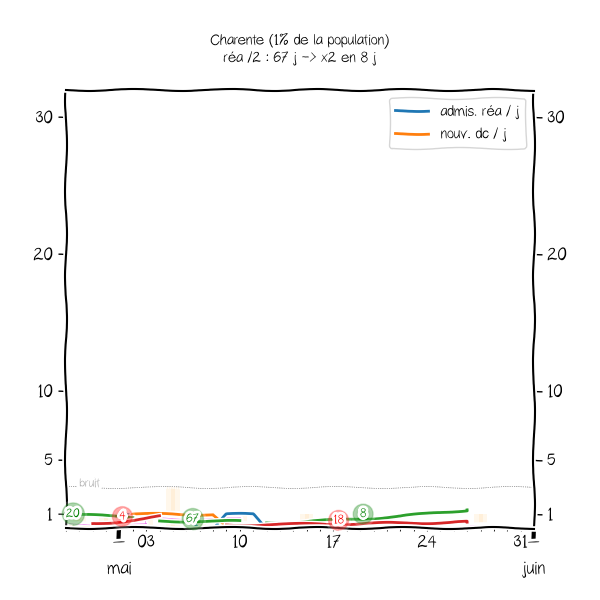 Charente (1% de la population)
réa /2 : 67 j -> x2 en 8 j
admis. réa / j
nouv. dc / j
30
30
20
20
10
10
5
5
bruit
1
1
20
4
67
18
8
03
10
17
24
31
mai
juin